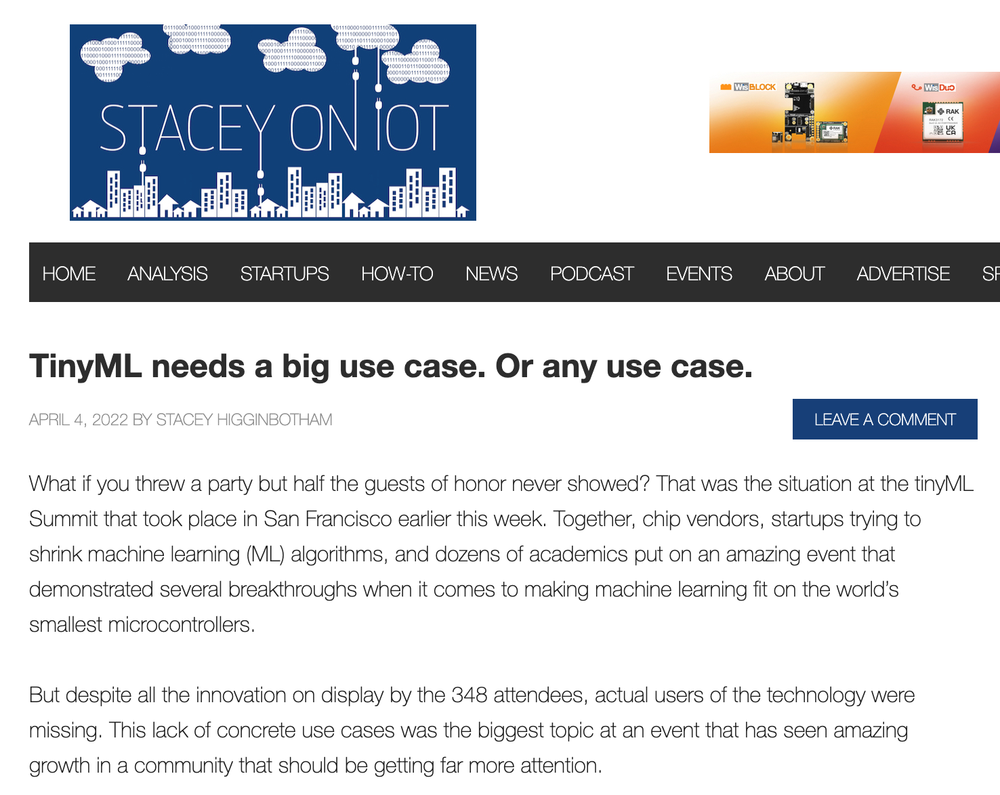 STACEY ON IOT
WisBLOCK
WisDuo
RAK
RAK
RAK3172
CE
UK
CA
HOME ANALYSIS STARTUPS HOW-TO NEWS PODCAST EVENTS ABOUT ADVERTISE SP
TinyML needs a big use case. Or any use case.
APRIL 4, 2022 BY STACEY HIGGINBOTHAM
LEAVE A COMMENT
What if you threw a party but half the guests of honor never showed? That was the situation at the tinyML
Summit that took place in San Francisco earlier this week. Together, chip vendors, startups trying to
shrink machine learning (ML) algorithms, and dozens of academics put on an amazing event that
demonstrated several breakthroughs when it comes to making machine learning fit on the world’s
smallest microcontrollers.
But despite all the innovation on display by the 348 attendees, actual users of the technology were
missing. This lack of concrete use cases was the biggest topic at an event that has seen amazing
growth in a community that should be getting far more attention.